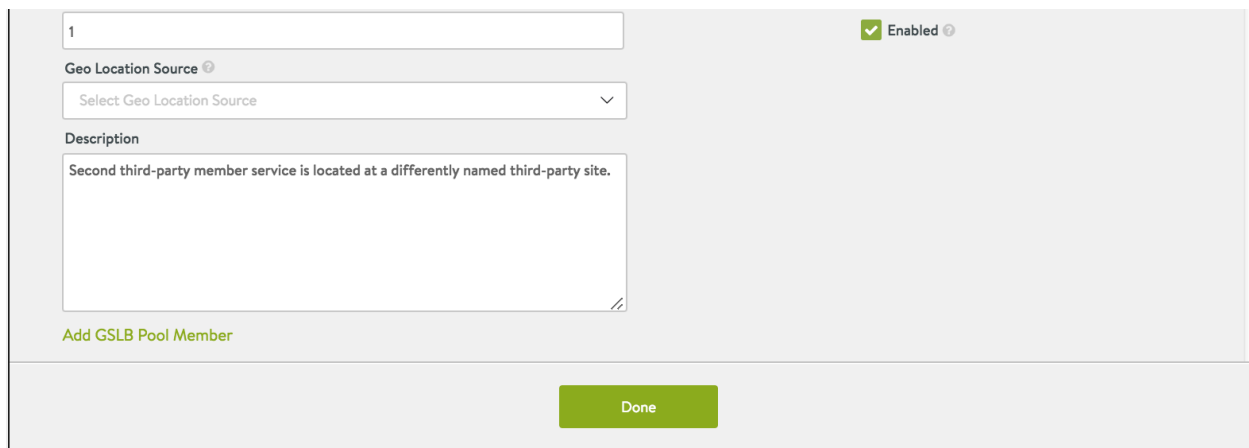 1
Enabled
Geo Location Source
Select Geo Location Source
Description
Second third-party member service is located at a differently named third-party site.
Add GSLB Pool Member
Done